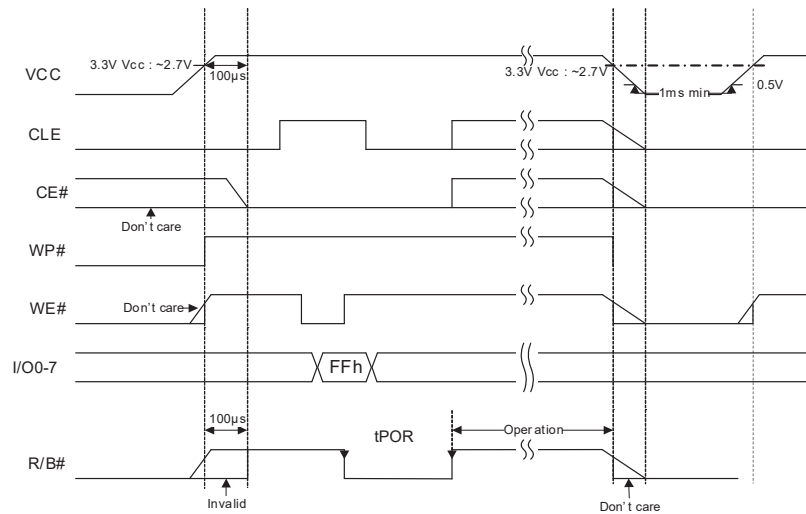 VCC
3.3V Vcc : ~2.7V
100µs
3.3V Vcc : ~2.7V
1ms min
0.5V
CLE
CE#
Don't care
WP#
WE#
Don't care
I/O0-7
FFh
100µs
tPOR
Operation
R/B#
Invalid
Don't care